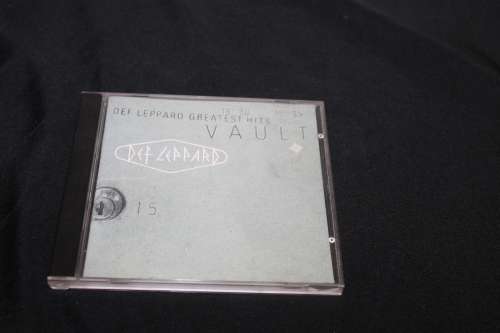 DEF LEPPARD GREATEST HITS
VAULT
DEF LEPPARD
15